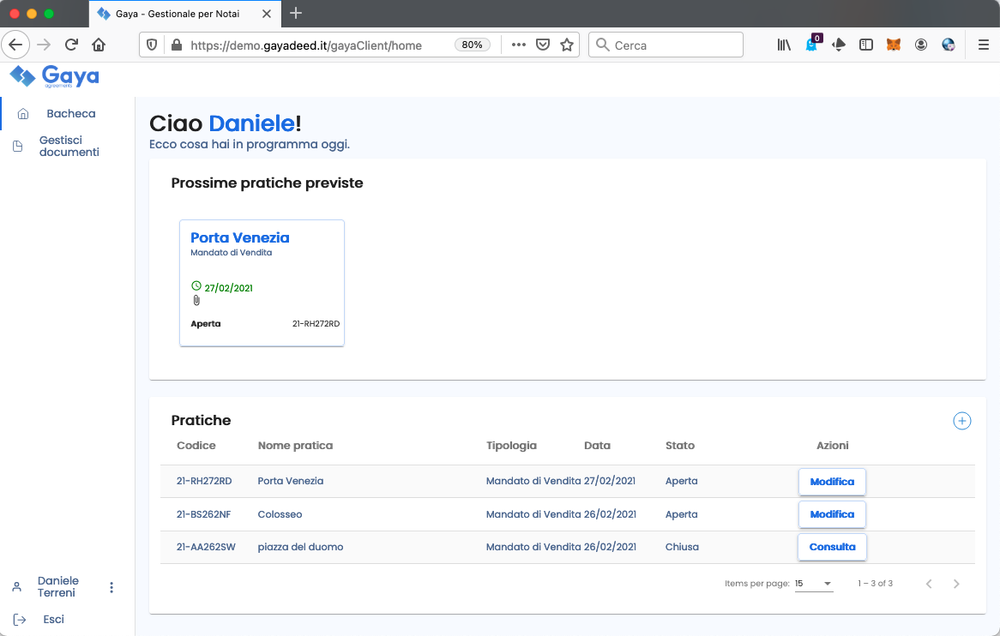 Gaya - Gestionale per Notai
https://demo.gayadeed.it/gayaClient/home
80%
Cerca
0
Gaya
agreements
Bacheca
Gestisci
documenti
Ciao Daniele!
Ecco cosa hai in programma oggi.
Prossime pratiche previste
Porta Venezia
Mandato di Vendita
27/02/2021
Aperta 21-RH272RD
Pratiche
Codice Nome pratica Tipologia Data Stato Azioni
21-RH272RD Porta Venezia Mandato di Vendita 27/02/2021 Aperta Modifica
21-BS262NF Colosseo Mandato di Vendita 26/02/2021 Aperta Modifica
21-AA262SW piazza del duomo Mandato di Vendita 26/02/2021 Chiusa Consulta
Items per page: 15 1 – 3 of 3
Daniele
Terreni
Esci